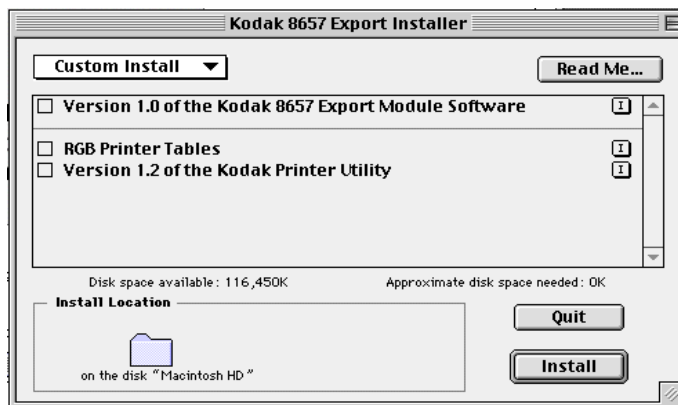 Kodak 8657 Export Installer
Custom Install
Read Me...
Version 1.0 of the Kodak 8657 Export Module Software
I
RGB Printer Tables
I
Version 1.2 of the Kodak Printer Utility
I
Disk space available: 116,450K
Approximate disk space needed: 0K
Install Location
on the disk "Macintosh HD"
Quit
Install